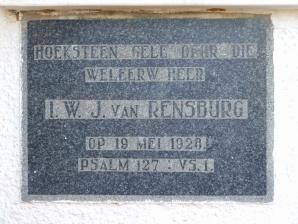 HOEKSTEEN GELE DEUR DIE
WELEERW HEER
I. W. J. VAN RENSBURG
OP 19 MEI 1928
PSALM 127 : VS. 1.